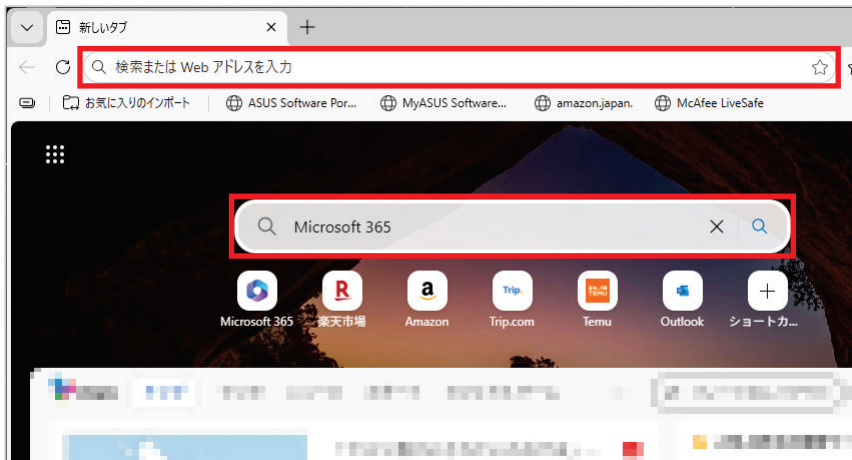 新しいタブ
検索または Web アドレスを入力
お気に入りのインポート ASUS Software Por... MyASUS Software... amazon.japan. McAfee LiveSafe
Microsoft 365
R a Trip. TEMU
Microsoft 365 楽天市場 Amazon Trip.com Temu Outlook ショートカ...